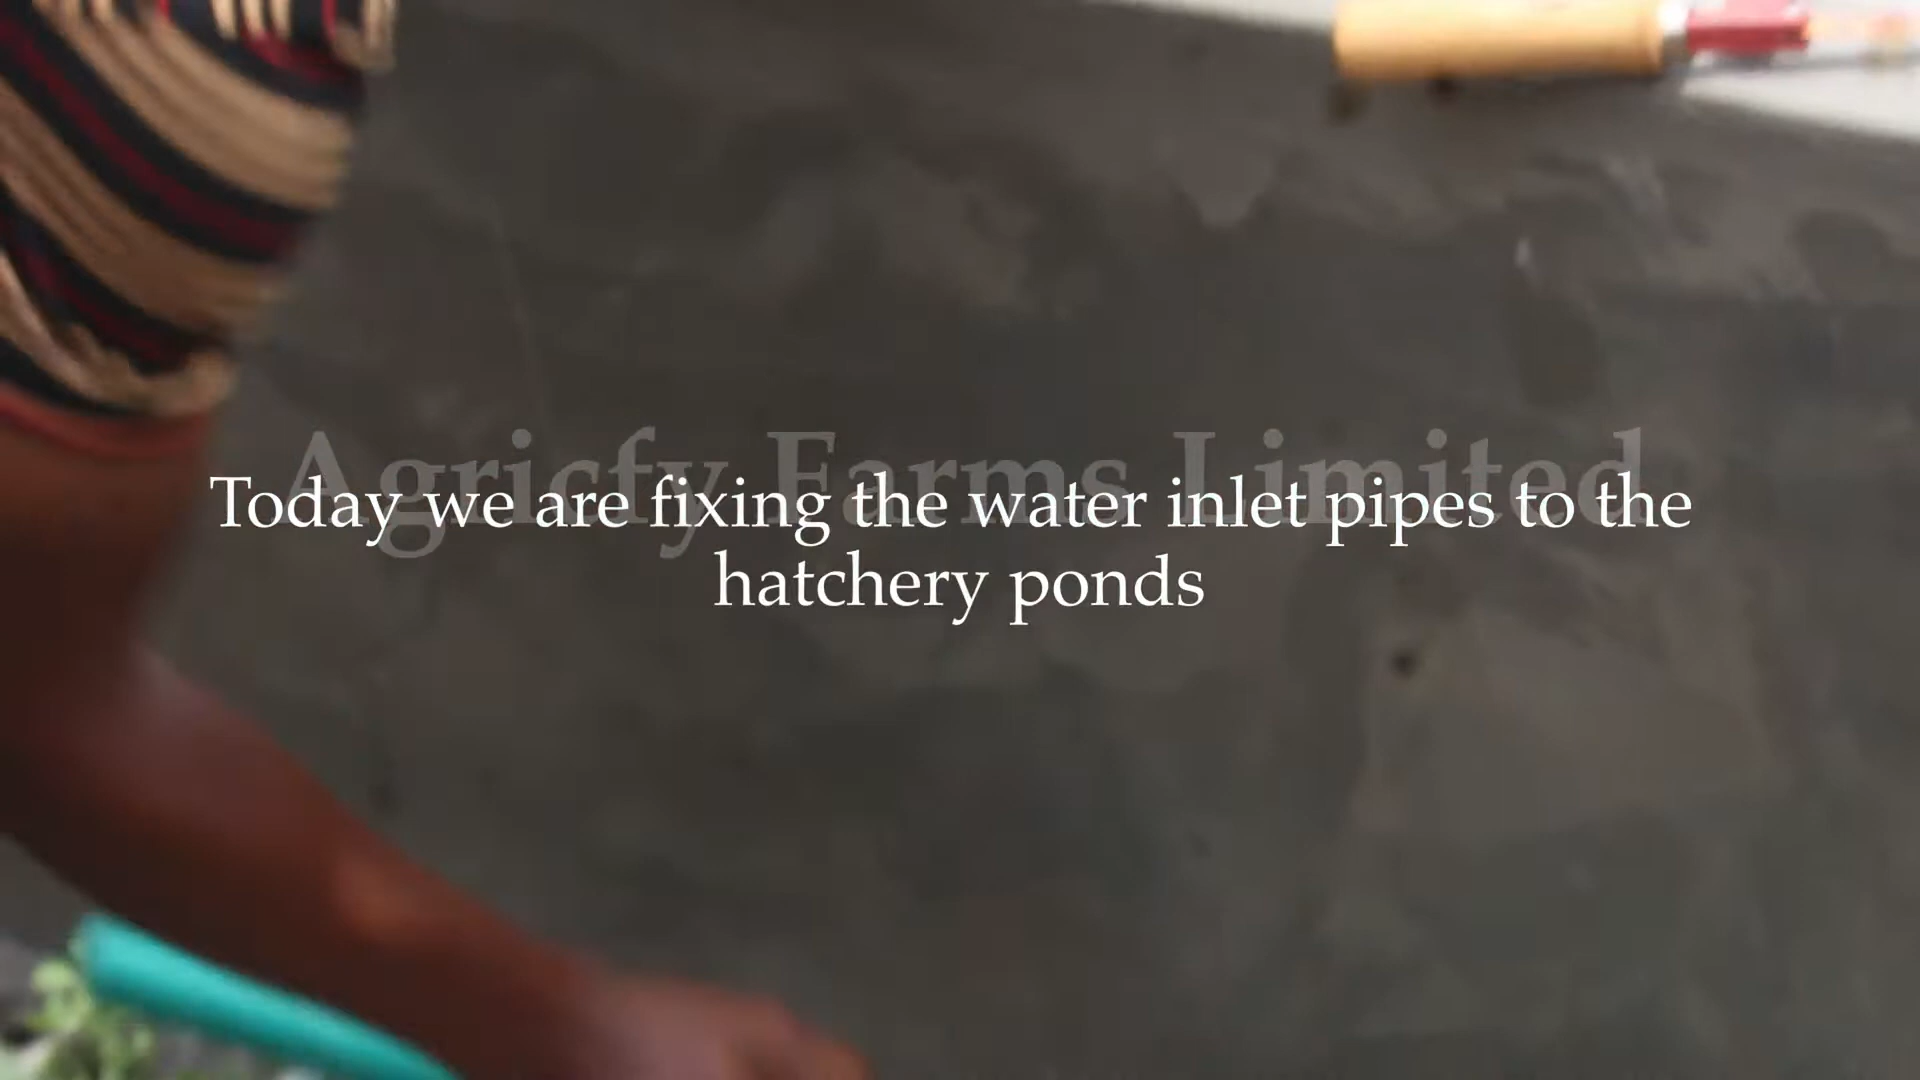 Agricfy Farms Limited
Today we are fixing the water inlet pipes to the
hatchery ponds